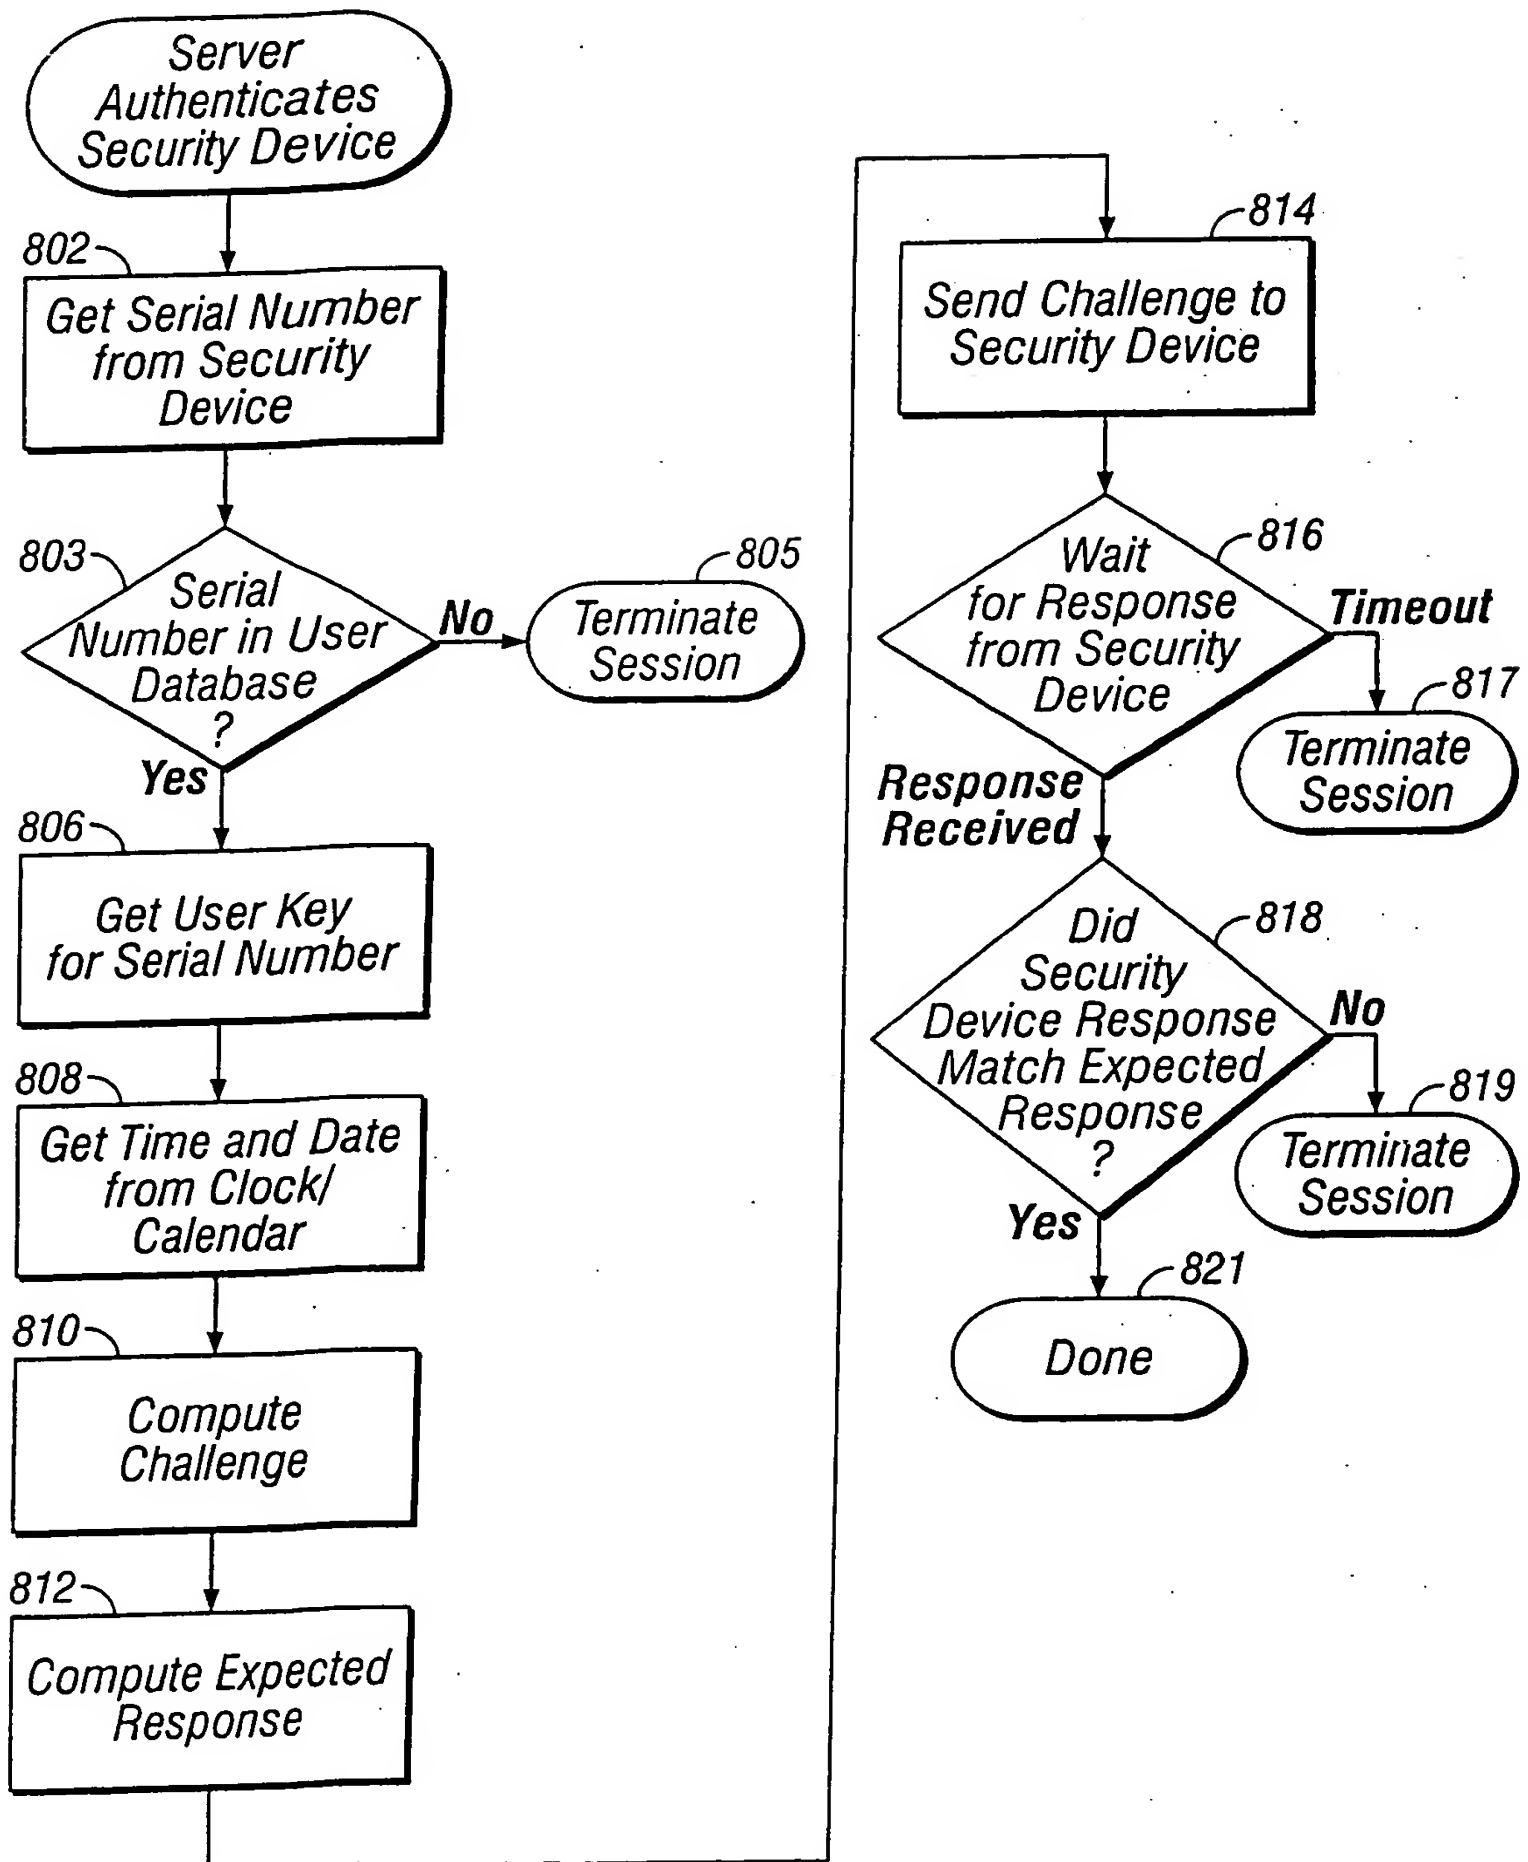 Server
Authenticates
Security Device
802
Get Serial Number
from Security
Device
803
Serial
Number in User
Database
?
No
805
Terminate
Session
Yes
806
Get User Key
for Serial Number
808
Get Time and Date
from Clock/
Calendar
810
Compute
Challenge
812
Compute Expected
Response
814
Send Challenge to
Security Device
816
Wait
for Response
from Security
Device
Timeout
817
Terminate
Session
Response
Received
818
Did
Security
Device Response
Match Expected
Response
?
No
819
Terminate
Session
Yes
821
Done